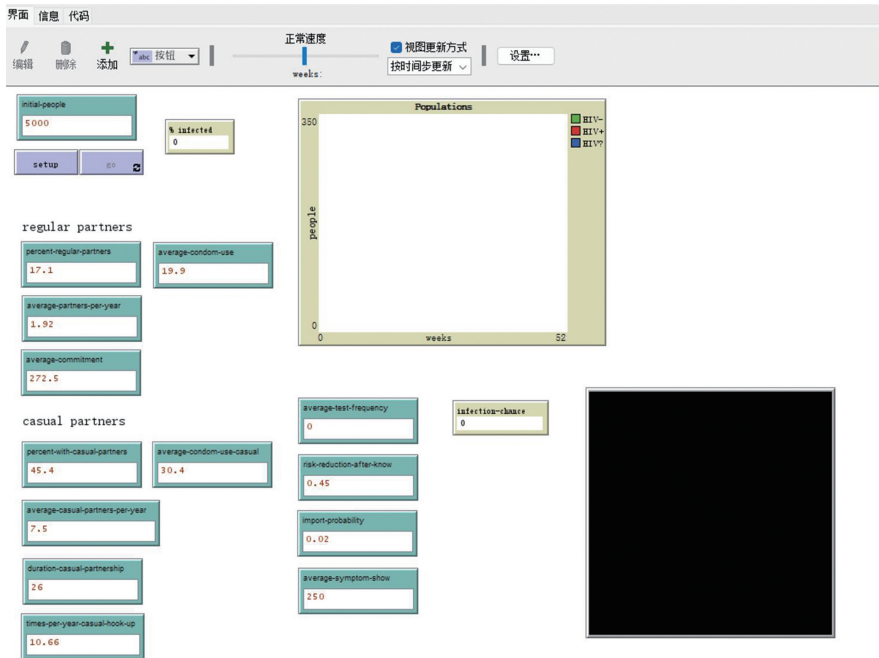 界面 信息 代码
编辑 删除 添加 abc 按钮 正常速度 weeks: 视图更新方式 按时间步更新 设置…
initial-people
5000
% infected
0
setup go
Populations
350
people
0
0 weeks 52
HIV-
HIV+
HIV?
regular partners
percent-regular-partners
17.1
average-condom-use
19.9
average-partners-per-year
1.92
average-commitment
272.5
casual partners
percent-with-casual-partners
45.4
average-condom-use-casual
30.4
average-casual-partners-per-year
7.5
duration-casual-partnership
26
times-per-year-casual-hook-up
10.66
average-test-frequency
0
risk-reduction-after-know
0.45
import-probability
0.02
average-symptom-show
250
infection-chance
0